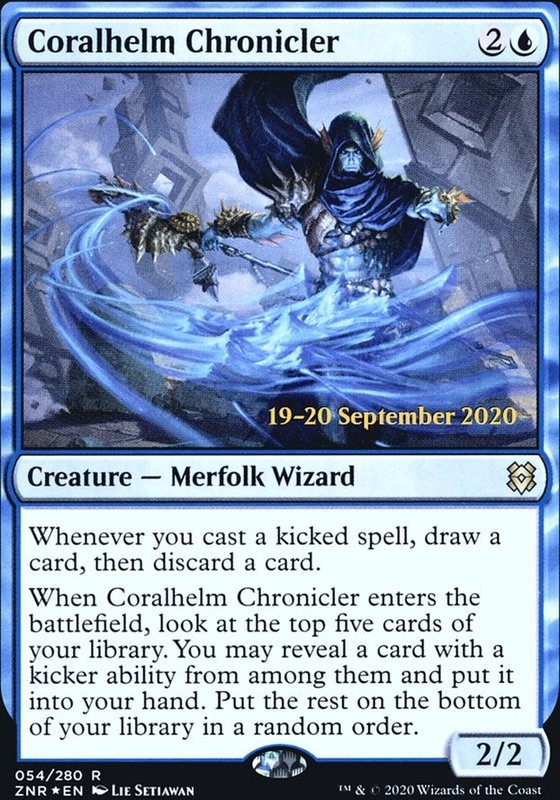 Coralhelm Chronicler 2
19–20 September 2020
Creature — Merfolk Wizard
Whenever you cast a kicked spell, draw a
card, then discard a card.
When Coralhelm Chronicler enters the
battlefield, look at the top five cards of
your library. You may reveal a card with a
kicker ability from among them and put it
into your hand. Put the rest on the bottom
of your library in a random order.
2/2
054/280 R
ZNR ★ EN Lie Setiawan
™ & © 2020 Wizards of the Coast